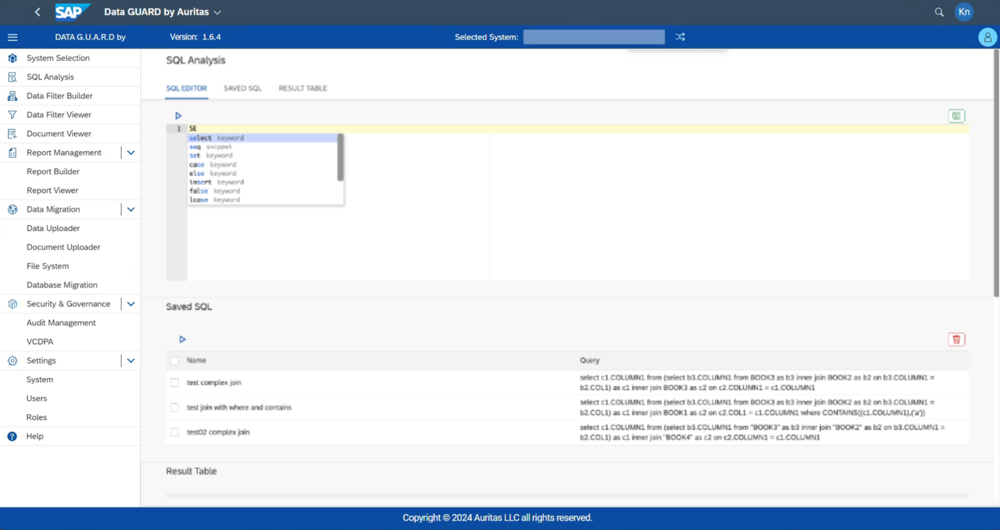 SAP Data GUARD by Auritas Kn
DATA G.U.A.R.D by Version: 1.6.4 Selected System:
System Selection
SQL Analysis
Data Filter Builder
Data Filter Viewer
Document Viewer
Report Management
Report Builder
Report Viewer
Data Migration
Data Uploader
Document Uploader
File System
Database Migration
Security & Governance
Audit Management
VCDPA
Settings
System
Users
Roles
Help
SQL Analysis
SQL EDITOR SAVED SQL RESULT TABLE
1 SE
select keyword
seq snippet
set keyword
case keyword
else keyword
insert keyword
false keyword
lcase keyword
Saved SQL
Name Query
test complex join
select c1.COLUMN1 from (select b3.COLUMN1 from BOOK3 as b3 inner join BOOK2 as b2 on b3.COLUMN1 =
b2.COL1) as c1 inner join BOOK3 as c2 on c2.COLUMN1 = c1.COLUMN1
test join with where and contains
select c1.COLUMN1 from (select b3.COLUMN1 from BOOK3 as b3 inner join BOOK2 as b2 on b3.COLUMN1 =
b2.COL1) as c1 inner join BOOK1 as c2 on c2.COL1 = c1.COLUMN1 where CONTAINS((c1.COLUMN1),('a'))
test02 complex join
select c1.COLUMN1 from (select b3.COLUMN1 from "BOOK3" as b3 inner join "BOOK2" as b2 on b3.COLUMN1 =
b2.COL1) as c1 inner join "BOOK4" as c2 on c2.COLUMN1 = c1.COLUMN1
Result Table
Copyright © 2024 Auritas LLC all rights reserved.